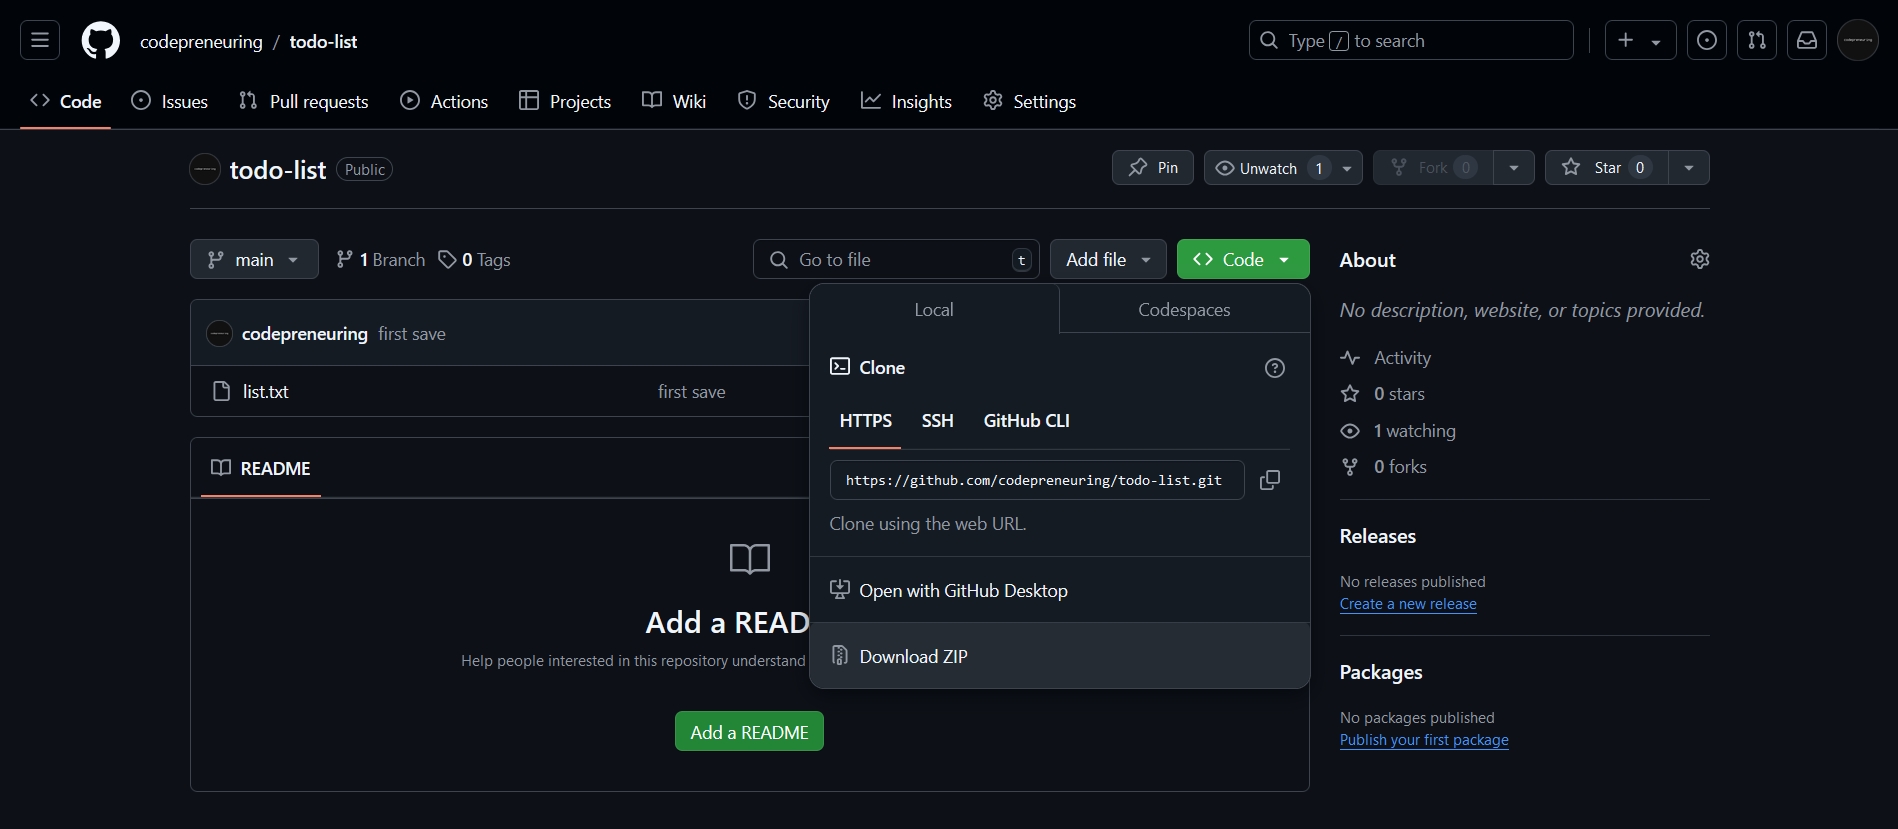 codepreneuring / todo-list
Type / to search
Code Issues Pull requests Actions Projects Wiki Security Insights Settings
todo-list Public
Pin Unwatch 1 Fork 0 Star 0
main 1 Branch 0 Tags Go to file t Add file Code
codepreneuring first save
list.txt first save
README
Add a READ
Help people interested in this repository understand
Add a README
Local Codespaces
Clone
HTTPS SSH GitHub CLI
https://github.com/codepreneuring/todo-list.git
Clone using the web URL.
Open with GitHub Desktop
Download ZIP
About
No description, website, or topics provided.
Activity
0 stars
1 watching
0 forks
Releases
No releases published
Create a new release
Packages
No packages published
Publish your first package